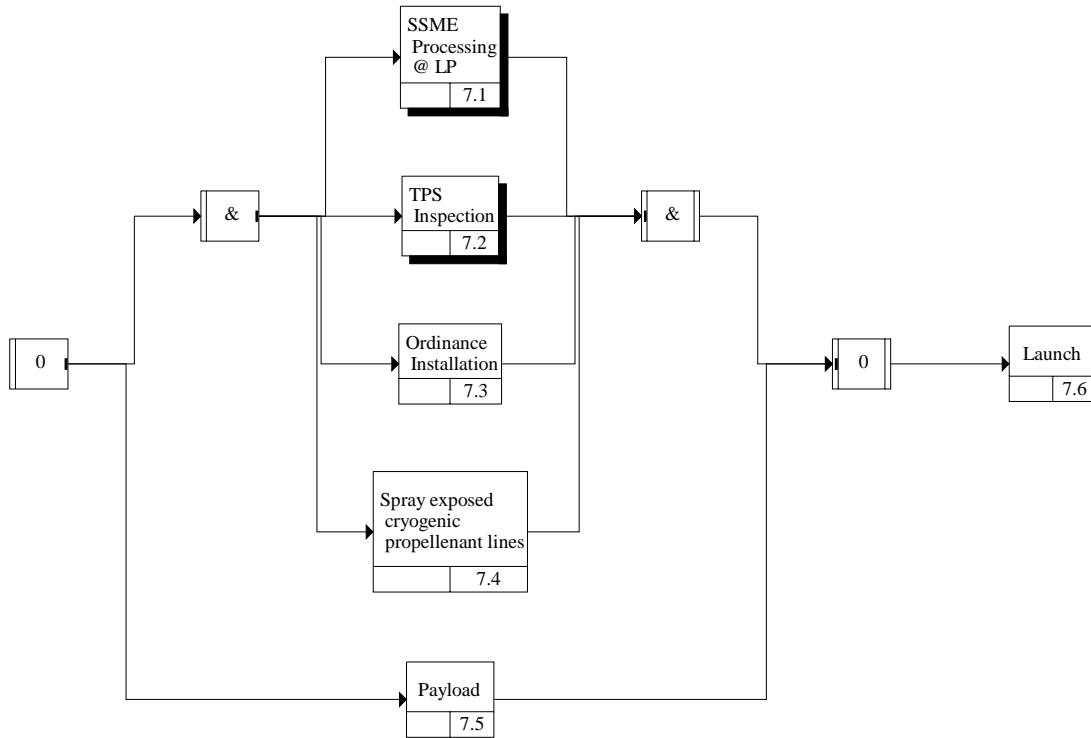 SSME
Processing
@ LP
7.1
&
TPS
Inspection
7.2
&
0
Ordinance
Installation
7.3
0
Launch
7.6
Spray exposed
cryogenic
propellenant lines
7.4
Payload
7.5